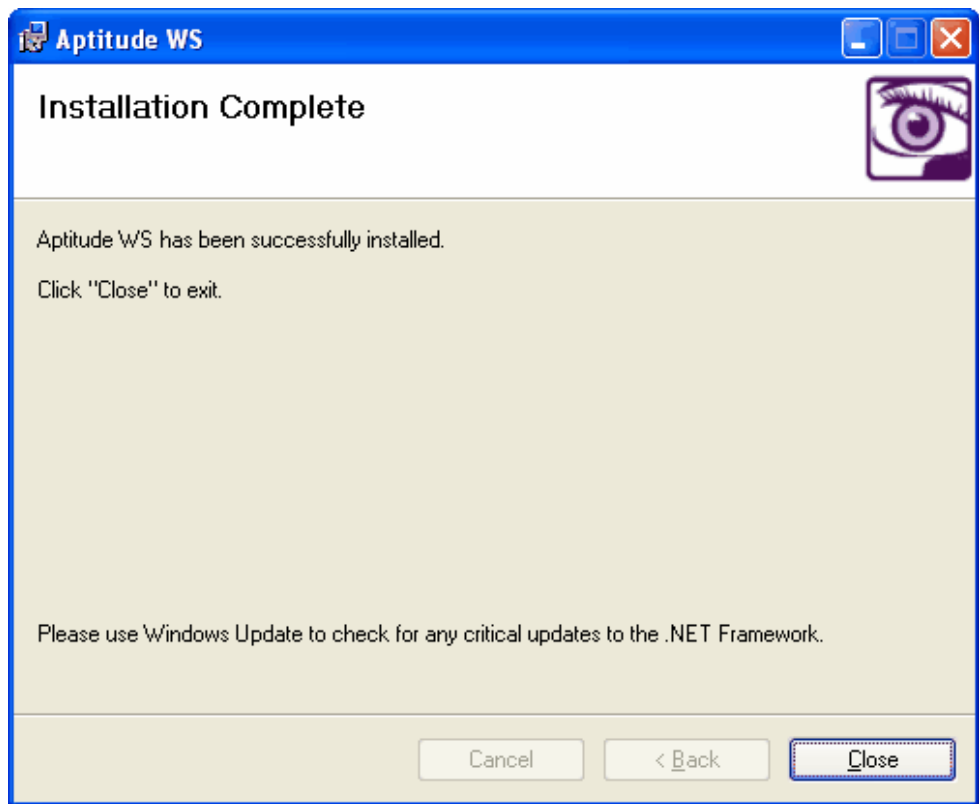 Aptitude WS
Installation Complete
Aptitude WS has been successfully installed.
Click "Close" to exit.
Please use Windows Update to check for any critical updates to the .NET Framework.
Cancel
< Back
Close